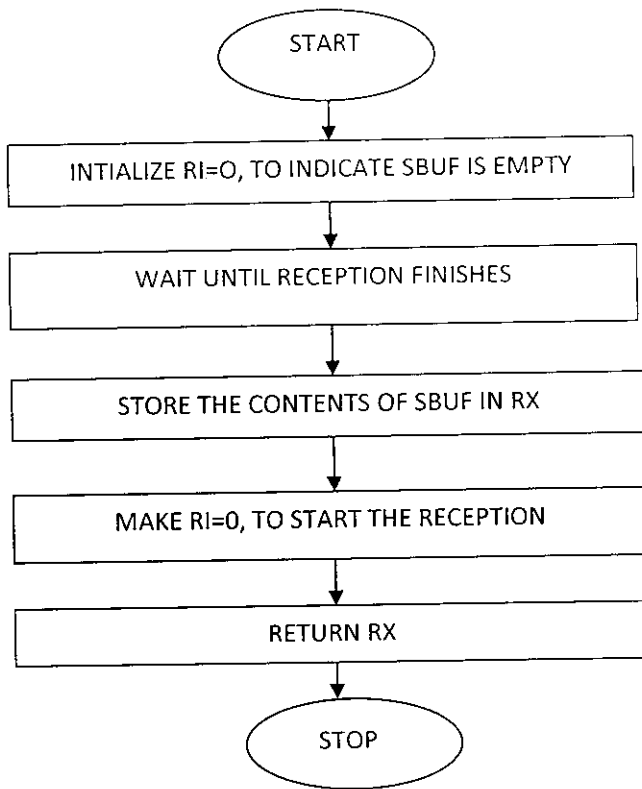 START
INTIALIZE RI=O, TO INDICATE SBUF IS EMPTY
WAIT UNTIL RECEPTION FINISHES
STORE THE CONTENTS OF SBUF IN RX
MAKE RI=0, TO START THE RECEPTION
RETURN RX
STOP